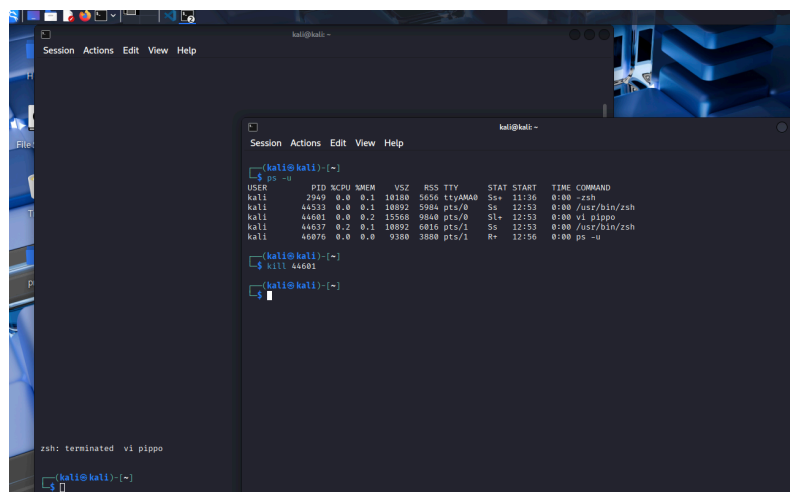 2
kali@kali: ~
Session Actions Edit View Help
File
zsh: terminated  vi pippo
┌──(kali㉿kali)-[~]
└─$
kali@kali: ~
Session Actions Edit View Help
┌──(kali㉿kali)-[~]
└─$ ps -u
USER         PID %CPU %MEM    VSZ   RSS TTY      STAT START   TIME COMMAND
kali        2949  0.0  0.1  10180  5656 ttyAMA0  Ss+  11:36   0:00 -zsh
kali       44533  0.0  0.1  10892  5984 pts/0    Ss   12:53   0:00 /usr/bin/zsh
kali       44601  0.0  0.2  15568  9840 pts/0    Sl+  12:53   0:00 vi pippo
kali       44637  0.2  0.1  10892  6016 pts/1    Ss   12:53   0:00 /usr/bin/zsh
kali       46076  0.0  0.0   9380  3880 pts/1    R+   12:56   0:00 ps -u
┌──(kali㉿kali)-[~]
└─$ kill 44601
┌──(kali㉿kali)-[~]
└─$